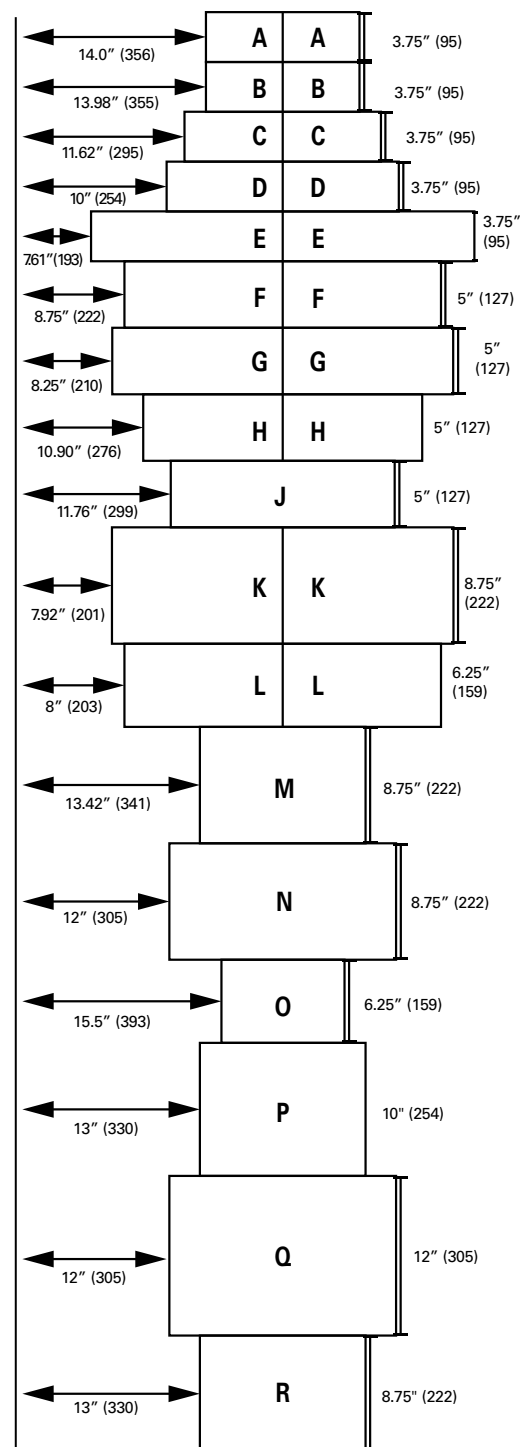 A A
3.75" (95)
14.0" (356)
B B
3.75" (95)
13.98" (355)
C C
3.75" (95)
11.62" (295)
D D
3.75" (95)
10" (254)
E E
3.75"
(95)
7.61"(193)
F F
5" (127)
8.75" (222)
G G
5"
(127)
8.25" (210)
H H
5" (127)
10.90" (276)
J
5" (127)
11.76" (299)
K K
8.75"
(222)
7.92" (201)
L L
6.25"
(159)
8" (203)
M
8.75" (222)
13.42" (341)
N
8.75" (222)
12" (305)
O
6.25" (159)
15.5" (393)
P
10" (254)
13" (330)
Q
12" (305)
12" (305)
R
8.75" (222)
13" (330)